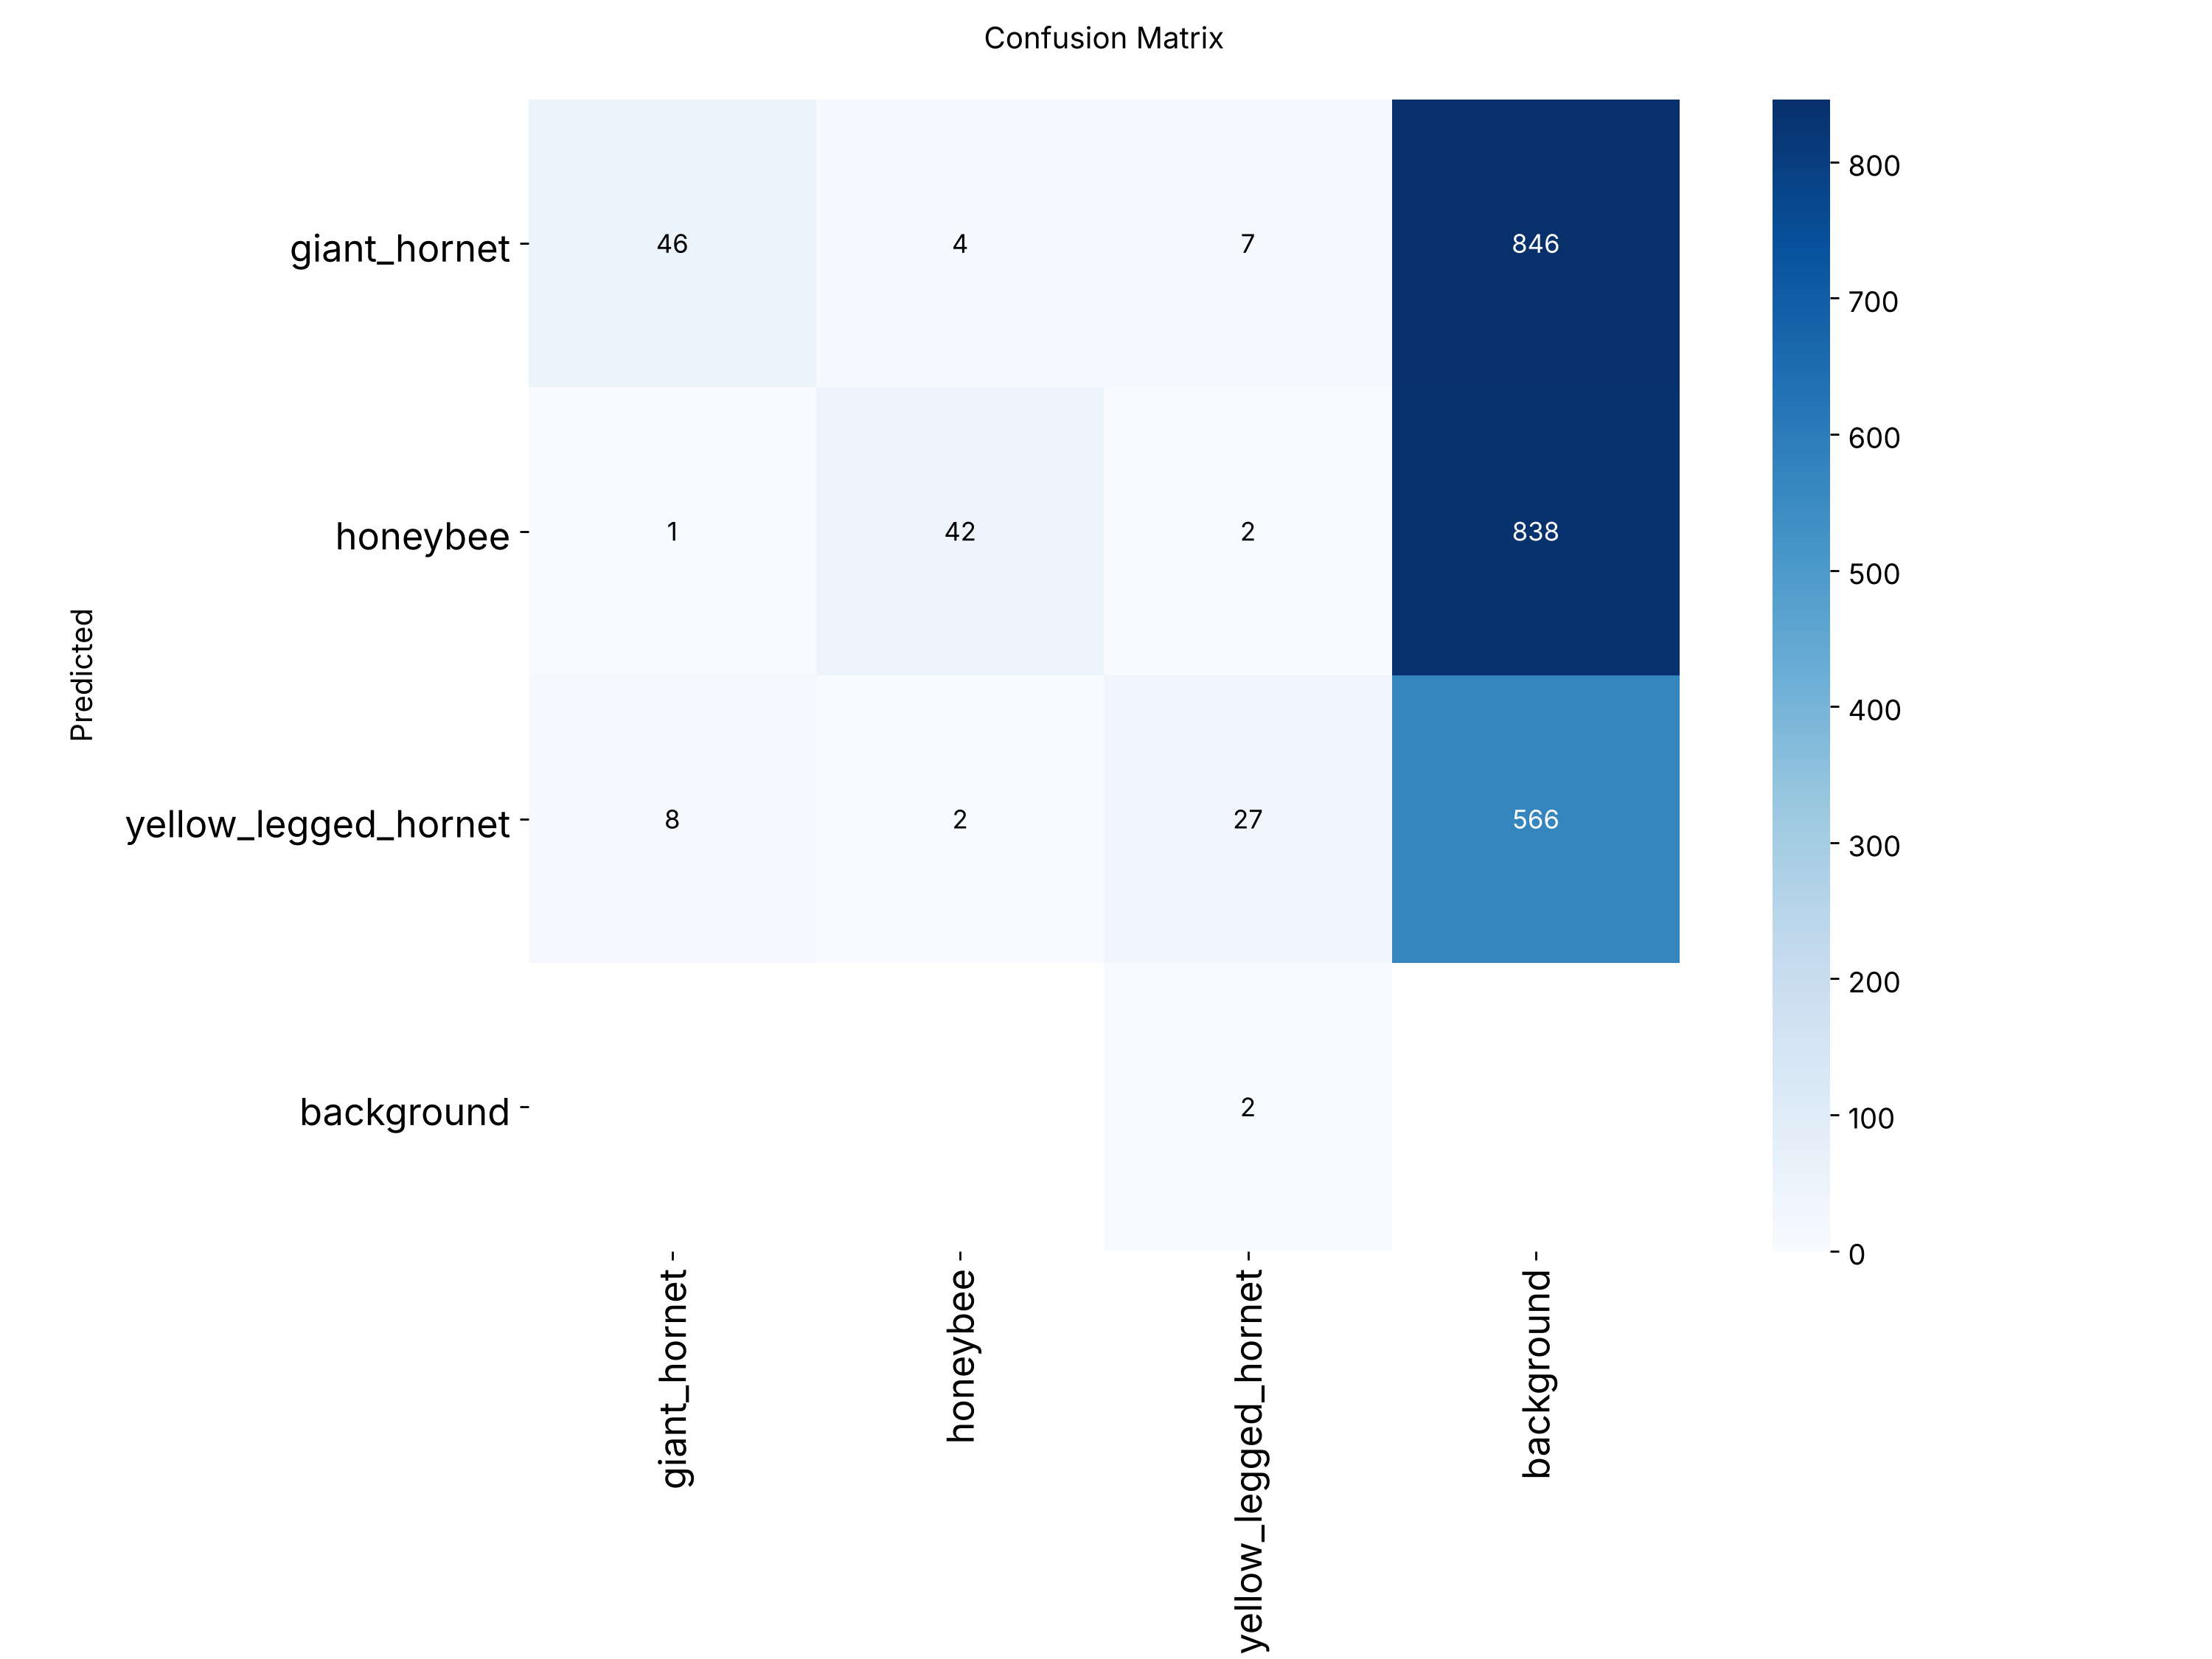 Confusion Matrix
giant_hornet
46 4 7 846
honeybee
1 42 2 838
yellow_legged_hornet
8 2 27 566
background
2
Predicted
giant_hornet
honeybee
yellow_legged_hornet
background
800
700
600
500
400
300
200
100
0